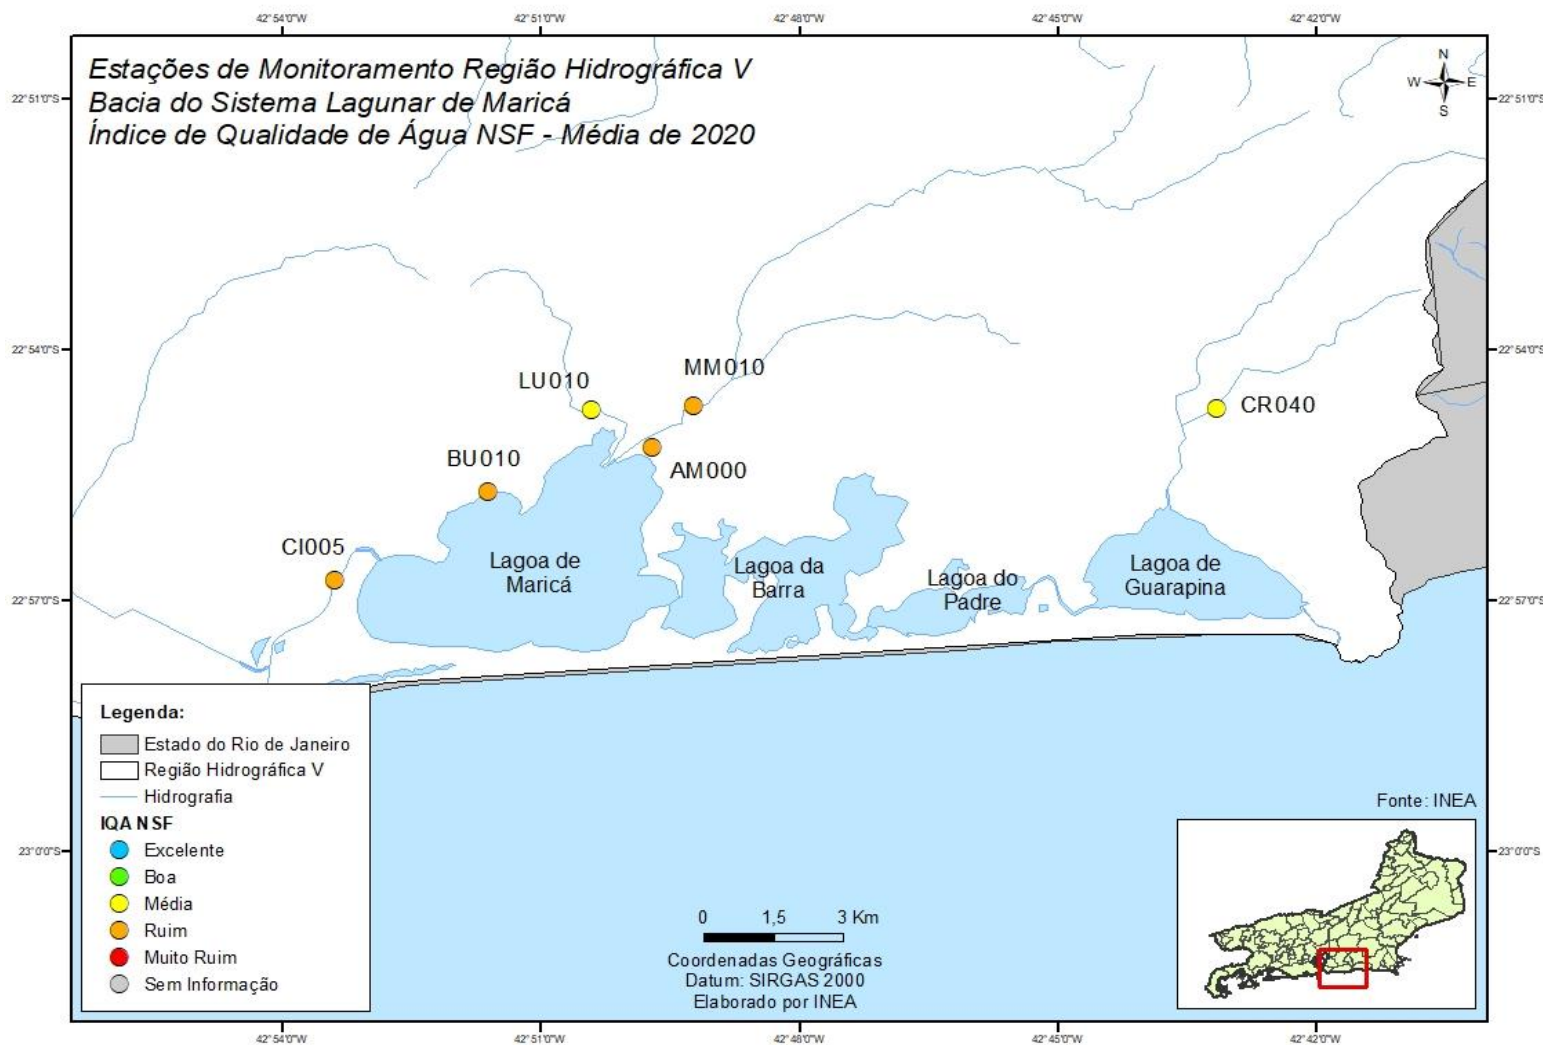 42°54'0"W
42°51'0"W
42°48'0"W
42°45'0"W
42°42'0"W
Estações de Monitoramento Região Hidrográfica V
Bacia do Sistema Lagunar de Maricá
Índice de Qualidade de Água NSF - Média de 2020
N
W E
S
22°51'0"S
22°51'0"S
22°54'0"S
22°54'0"S
MM010
LU010
CR040
BU010
AM000
CI005
Lagoa de
Maricá
Lagoa da
Barra
Lagoa do
Padre
Lagoa de
Guarapina
22°57'0"S
22°57'0"S
Legenda:
Estado do Rio de Janeiro
Região Hidrográfica V
Hidrografia
IQA NSF
Excelente
Boa
Média
Ruim
Muito Ruim
Sem Informação
Fonte: INEA
23°0'0"S
23°0'0"S
0 1,5 3 Km
Coordenadas Geográficas
Datum: SIRGAS 2000
Elaborado por INEA
42°54'0"W
42°51'0"W
42°48'0"W
42°45'0"W
42°42'0"W